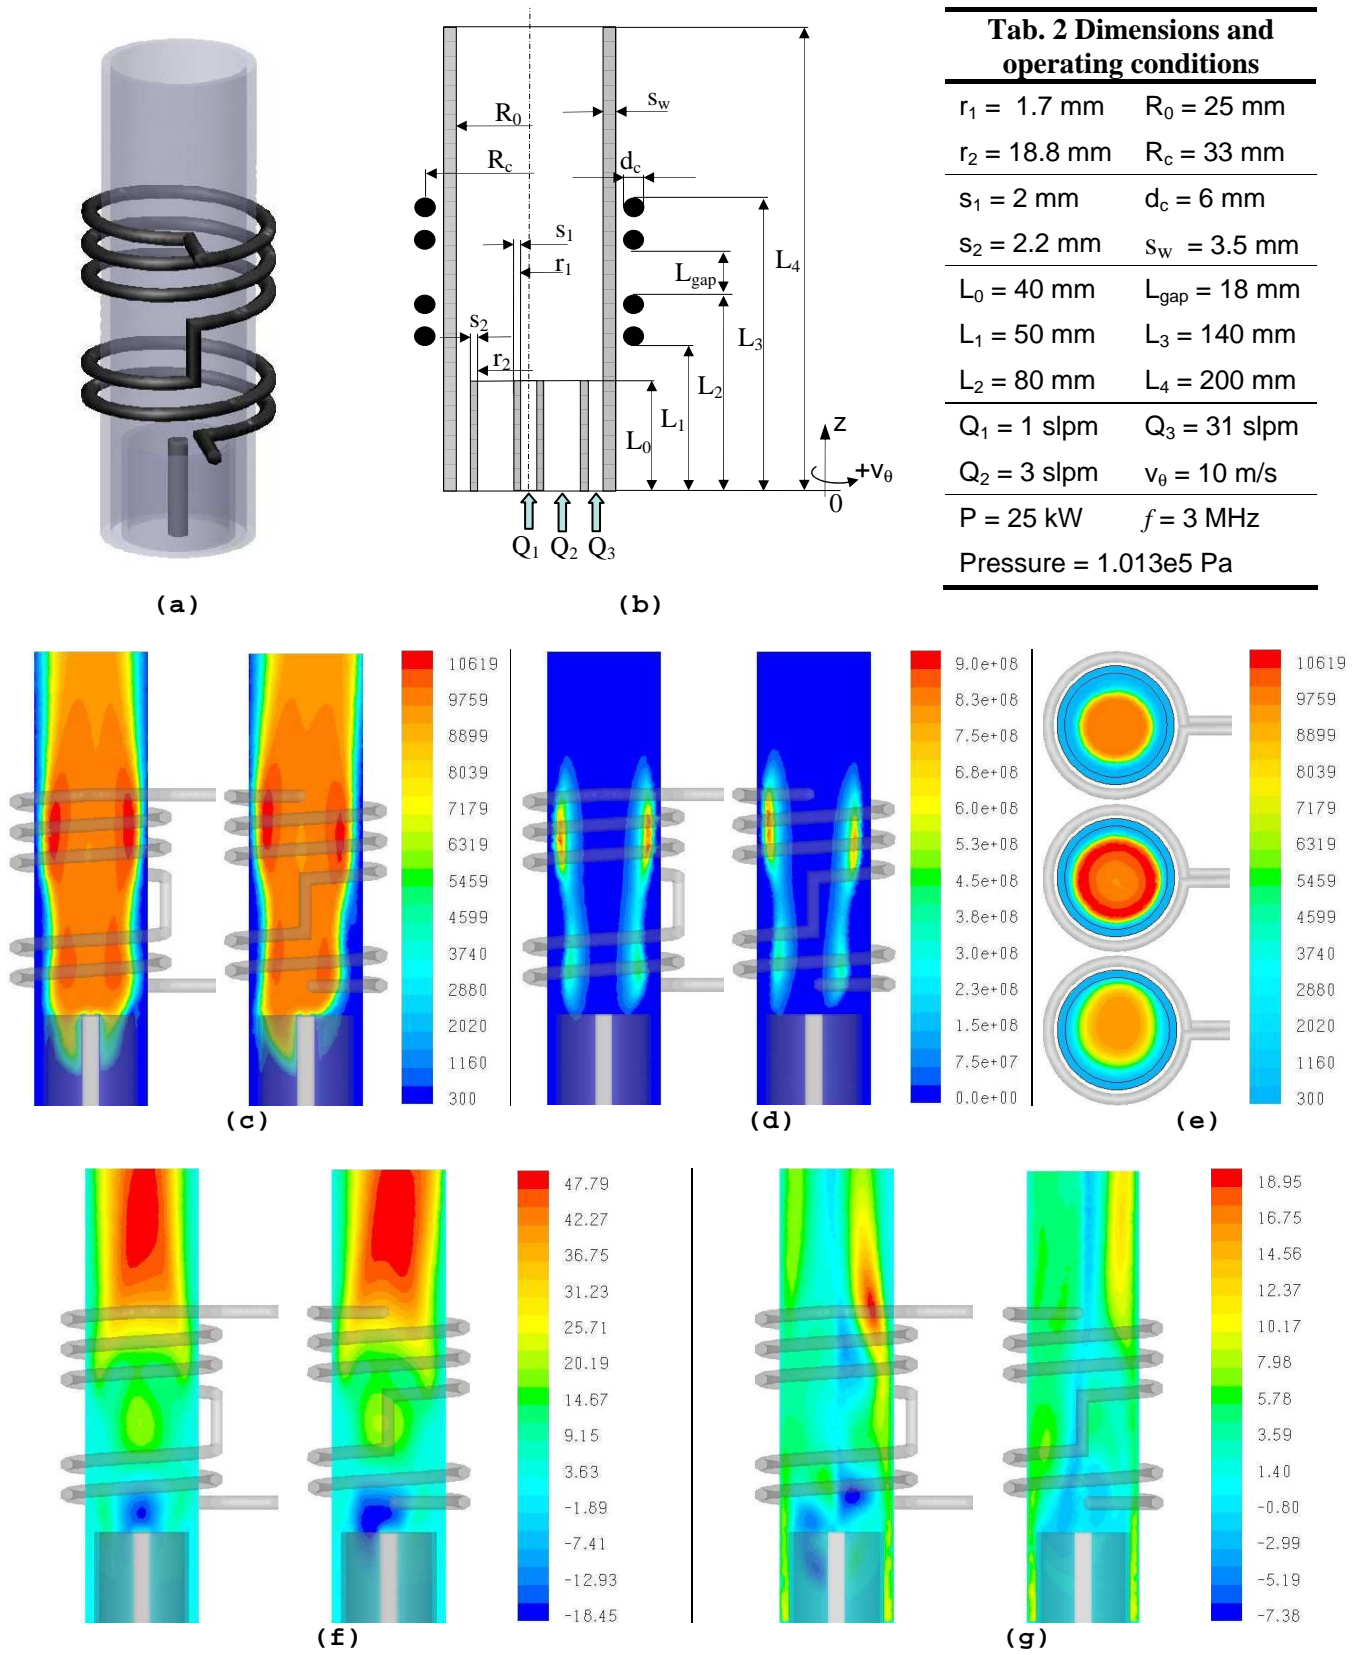 Tab. 2 Dimensions and
operating conditions
r1 = 1.7 mm R0 = 25 mm
r2 = 18.8 mm Rc = 33 mm
s1 = 2 mm dc = 6 mm
s2 = 2.2 mm sw = 3.5 mm
L0 = 40 mm Lgap = 18 mm
L1 = 50 mm L3 = 140 mm
L2 = 80 mm L4 = 200 mm
Q1 = 1 slpm Q3 = 31 slpm
Q2 = 3 slpm vθ = 10 m/s
P = 25 kW f = 3 MHz
Pressure = 1.013e5 Pa
sw
R0
Rc
dc
s1
r1
Lgap
L4
s2
L3
r2
L2
L1
L0
z
+vθ
0
Q1 Q2 Q3
(a)
(b)
10619
9759
8899
8039
7179
6319
5459
4599
3740
2880
2020
1160
300
(c)
9.0e+08
8.3e+08
7.5e+08
6.8e+08
6.0e+08
5.3e+08
4.5e+08
3.8e+08
3.0e+08
2.3e+08
1.5e+08
7.5e+07
0.0e+00
(d)
10619
9759
8899
8039
7179
6319
5459
4599
3740
2880
2020
1160
300
(e)
47.79
42.27
36.75
31.23
25.71
20.19
14.67
9.15
3.63
-1.89
-7.41
-12.93
-18.45
(f)
18.95
16.75
14.56
12.37
10.17
7.98
5.78
3.59
1.40
-0.80
-2.99
-5.19
-7.38
(g)